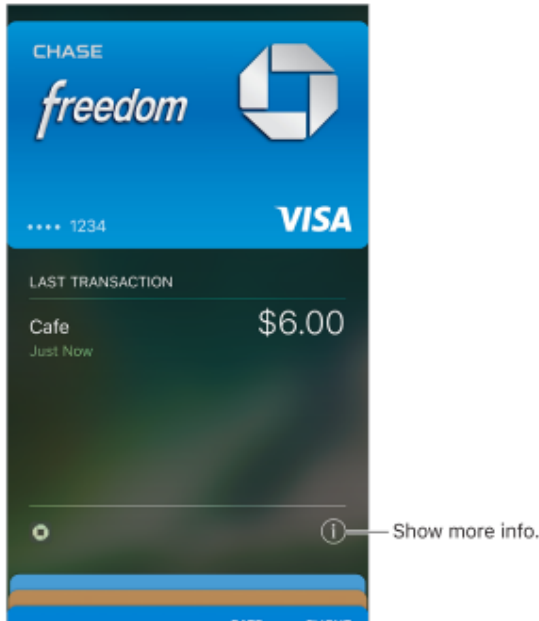 CHASE
freedom
•••• 1234
VISA
LAST TRANSACTION
Cafe
$6.00
Just Now
Show more info.